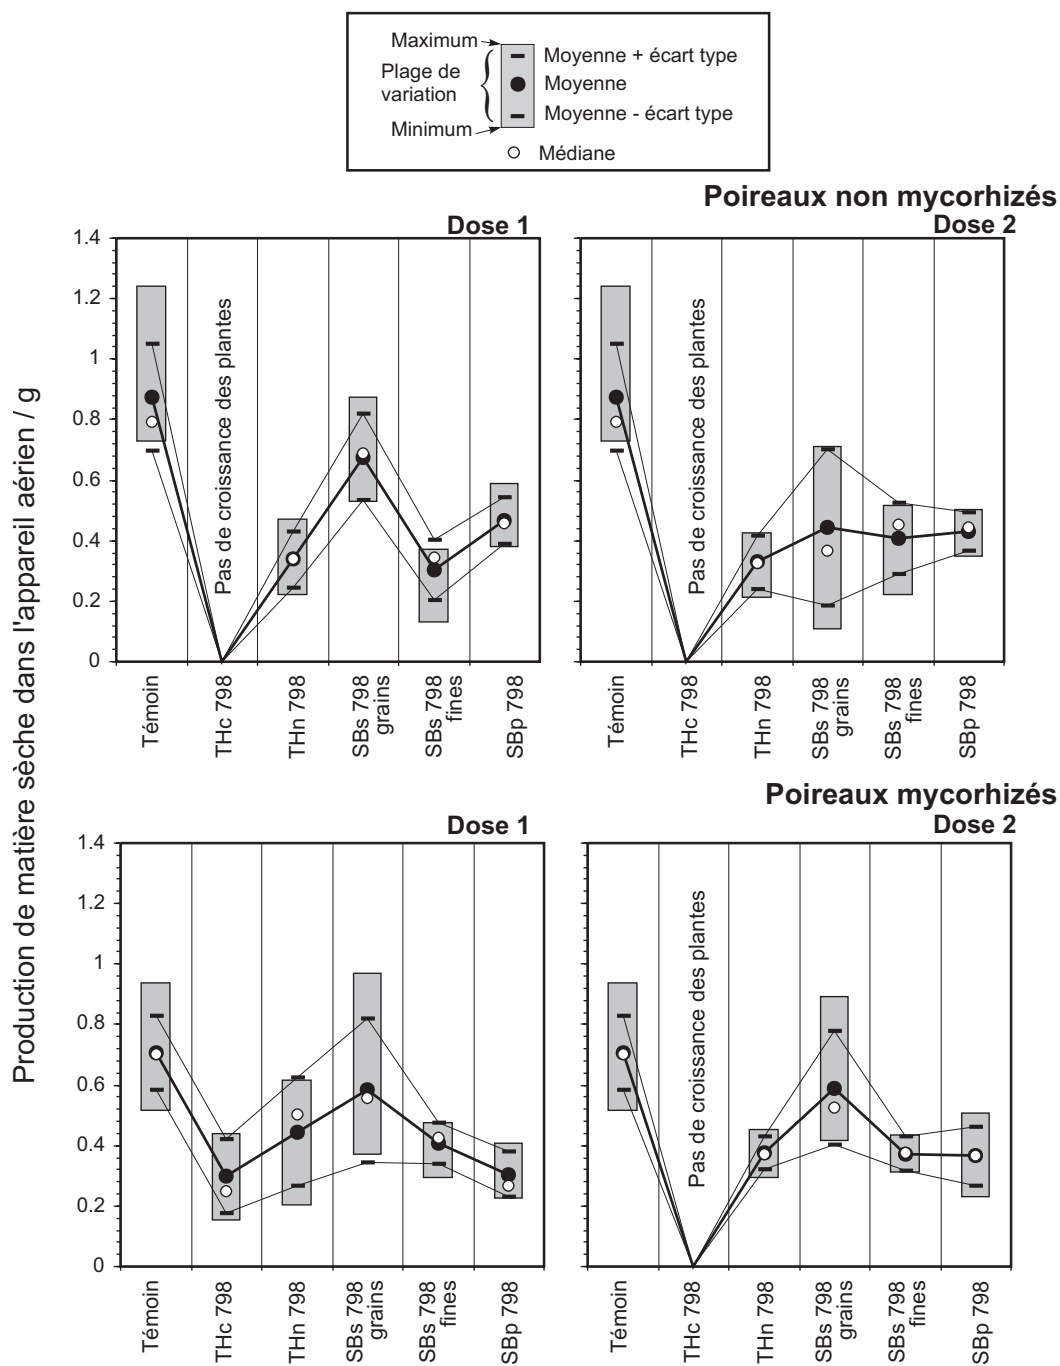 Maximum
Plage de
variation
Minimum
Moyenne + écart type
Moyenne
Moyenne - écart type
Médiane
Poireaux non mycorhizés
Dose 1
Dose 2
Production de matière sèche dans l'appareil aérien / g
1.4
1.2
1
0.8
0.6
0.4
0.2
0
Pas de croissance des plantes
Pas de croissance des plantes
Témoin
THc 798
THn 798
SBs 798
grains
SBs 798
fines
SBp 798
Témoin
THc 798
THn 798
SBs 798
grains
SBs 798
fines
SBp 798
Poireaux mycorhizés
Dose 1
Dose 2
1.4
1.2
1
0.8
0.6
0.4
0.2
0
Pas de croissance des plantes
Témoin
THc 798
THn 798
SBs 798
grains
SBs 798
fines
SBp 798
Témoin
THc 798
THn 798
SBs 798
grains
SBs 798
fines
SBp 798